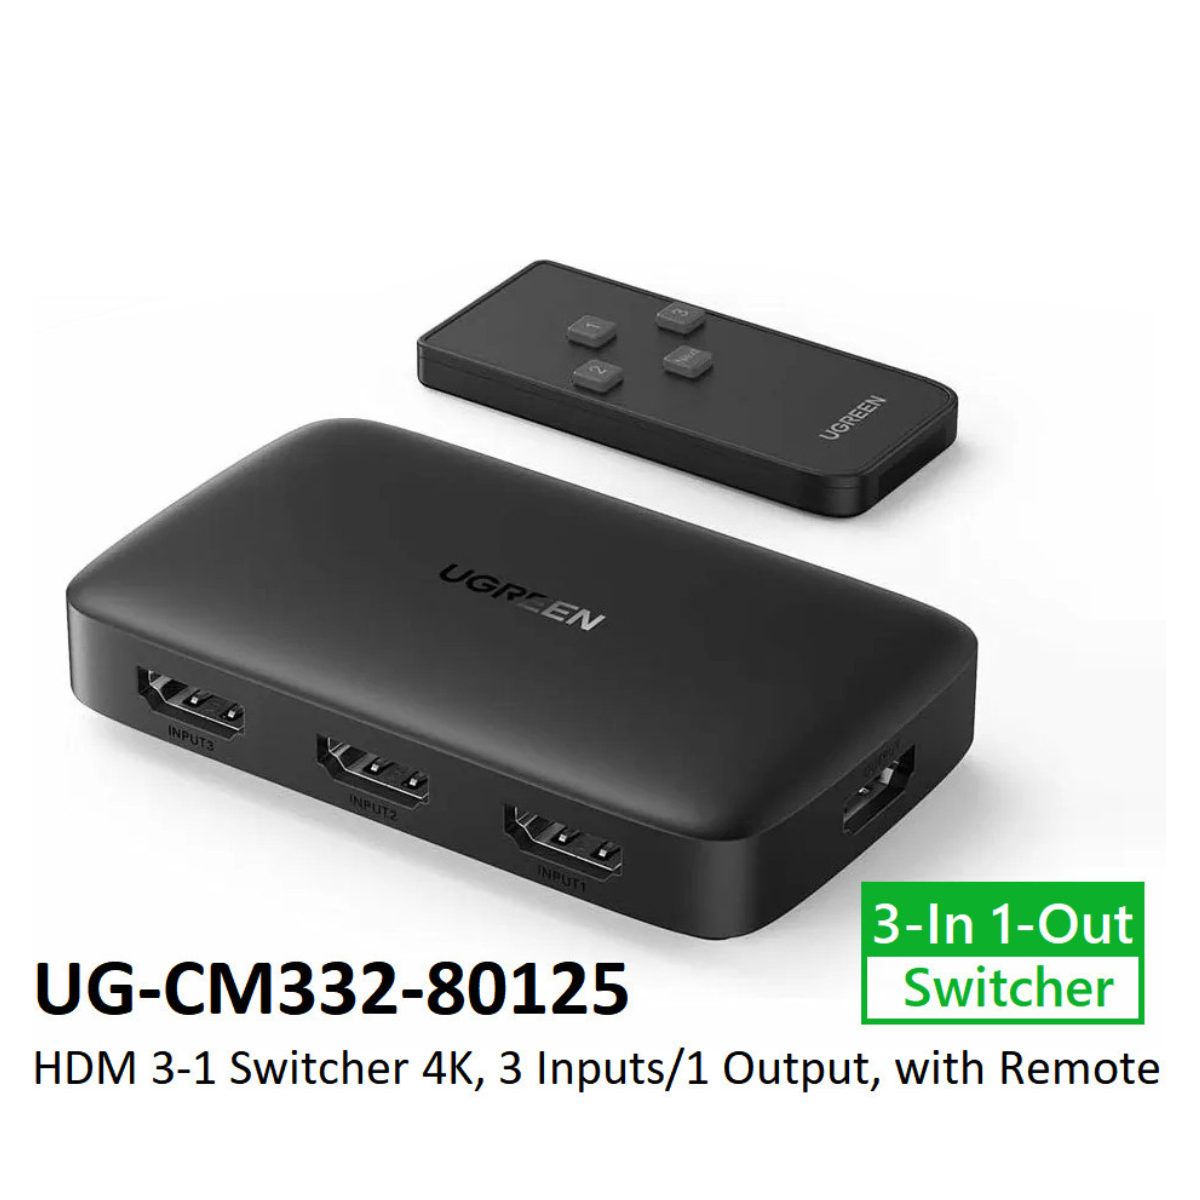 1
3
2
Next
UGREEN
UGREEN
INPUT3
INPUT2
INPUT1
OUTPUT
3-In 1-Out
Switcher
UG-CM332-80125
HDM 3-1 Switcher 4K, 3 Inputs/1 Output, with Remote